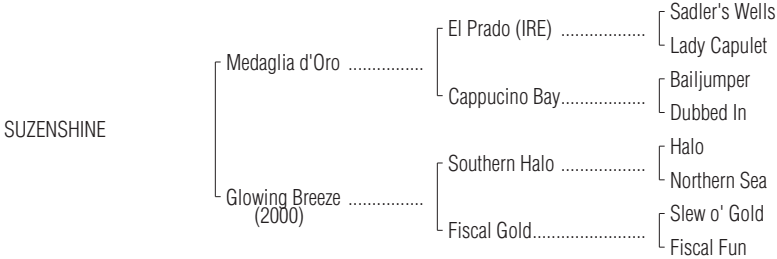 Sadler's Wells
El Prado (IRE) ..................
Lady Capulet
Medaglia d'Oro ................
Bailjumper
Cappucino Bay..................
Dubbed In
SUZENSHINE
Halo
Southern Halo ..................
Northern Sea
Glowing Breeze ................
(2000)
Slew o' Gold
Fiscal Gold........................
Fiscal Fun